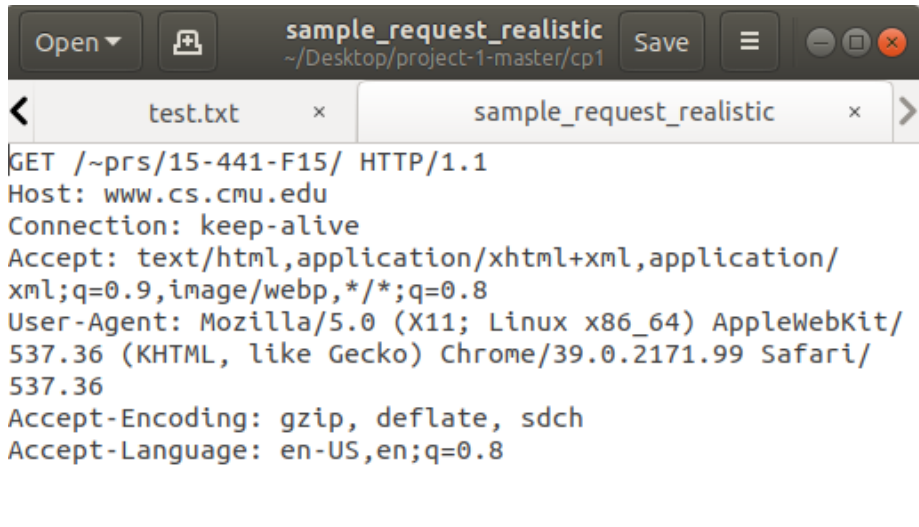 Open
sample_request_realistic
~/Desktop/project-1-master/cp1
Save
test.txt ×
sample_request_realistic ×
GET /~prs/15-441-F15/ HTTP/1.1
Host: www.cs.cmu.edu
Connection: keep-alive
Accept: text/html,application/xhtml+xml,application/
xml;q=0.9,image/webp,*/*;q=0.8
User-Agent: Mozilla/5.0 (X11; Linux x86_64) AppleWebKit/
537.36 (KHTML, like Gecko) Chrome/39.0.2171.99 Safari/
537.36
Accept-Encoding: gzip, deflate, sdch
Accept-Language: en-US,en;q=0.8